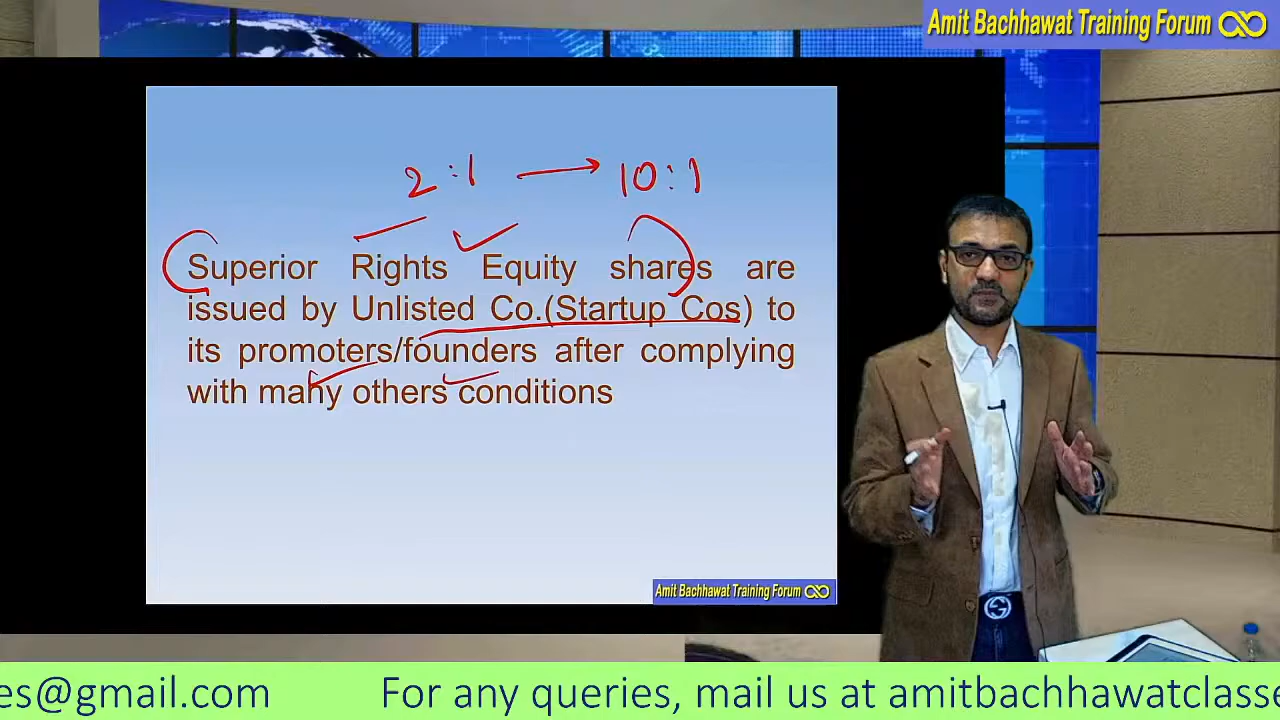 Amit Bachhawat Training Forum
2:1 → 10:1
Superior Rights Equity shares are
issued by Unlisted Co.(Startup Cos) to
its promoters/founders after complying
with many others conditions
Amit Bachhawat Training Forum
es@gmail.com For any queries, mail us at amitbachhawatclasse